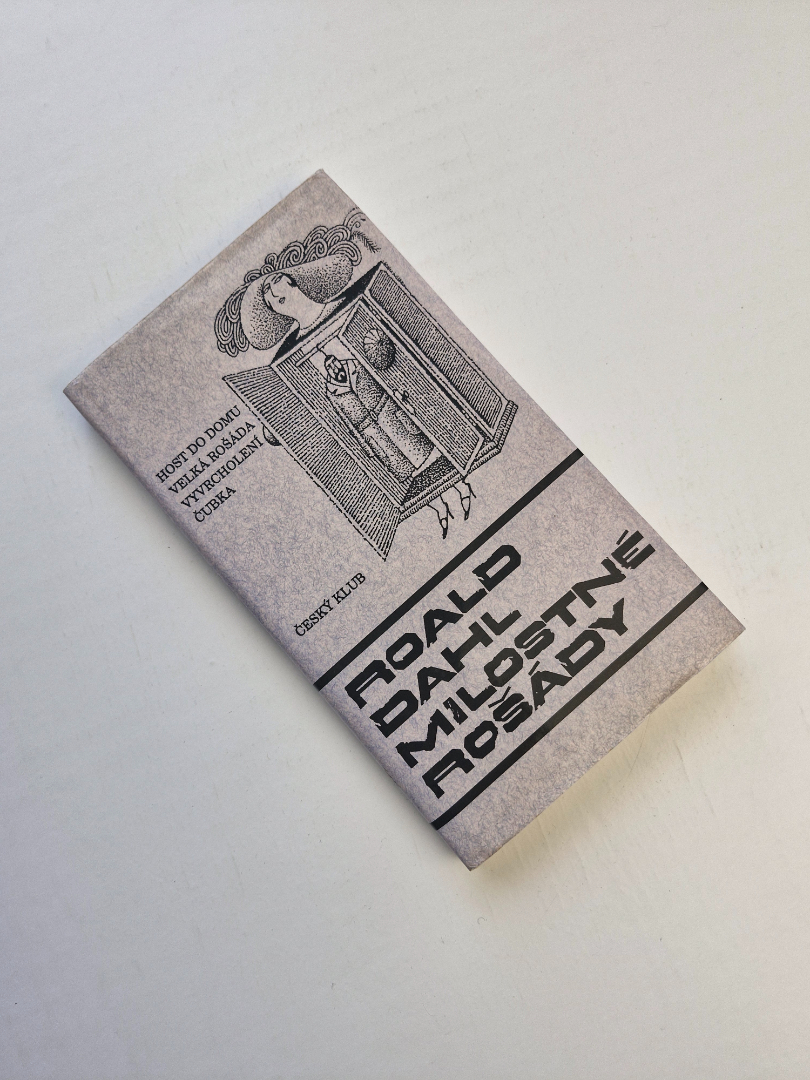 HOST DO DOMU
VELKÁ ROŠÁDA
VYVRCHOLENÍ
ČUBKA
ČESKÝ KLUB
ROALD
DAHL
MILOSTNÉ
ROŠÁDY